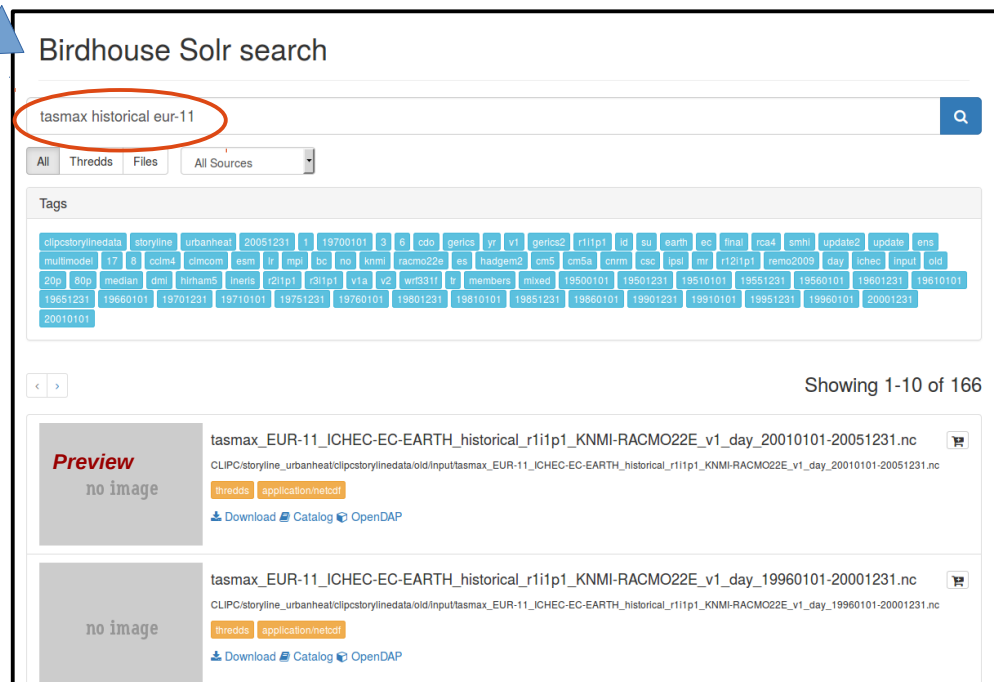 Birdhouse Solr search
tasmax historical eur-11
All Thredds Files All Sources
Tags
clipcstorylinedata storyline urbanheat 20051231 1 19700101 3 6 cdo gerics yr v1 gerics2 r1i1p1 id su earth ec final rca4 smhi update2 update ens
multimodel 17 8 cclm4 clmcom esm lr mpi bc no knmi racmo22e es hadgem2 cm5 cm5a cnrm csc ipsl mr r12i1p1 remo2009 day ichec input old
20p 80p median dmi hirham5 ineris r2i1p1 r3i1p1 v1a v2 wrf331f tr members mixed 19500101 19501231 19510101 19551231 19560101 19601231 19610101
19651231 19660101 19701231 19710101 19751231 19760101 19801231 19810101 19851231 19860101 19901231 19910101 19951231 19960101 20001231
20010101
‹ › Showing 1-10 of 166
tasmax_EUR-11_ICHEC-EC-EARTH_historical_r1i1p1_KNMI-RACMO22E_v1_day_20010101-20051231.nc
Preview
no image
CLIPC/storyline_urbanheat/clipcstorylinedata/old/input/tasmax_EUR-11_ICHEC-EC-EARTH_historical_r1i1p1_KNMI-RACMO22E_v1_day_20010101-20051231.nc
thredds application/netcdf
Download Catalog OpenDAP
tasmax_EUR-11_ICHEC-EC-EARTH_historical_r1i1p1_KNMI-RACMO22E_v1_day_19960101-20001231.nc
CLIPC/storyline_urbanheat/clipcstorylinedata/old/input/tasmax_EUR-11_ICHEC-EC-EARTH_historical_r1i1p1_KNMI-RACMO22E_v1_day_19960101-20001231.nc
no image
thredds application/netcdf
Download Catalog OpenDAP